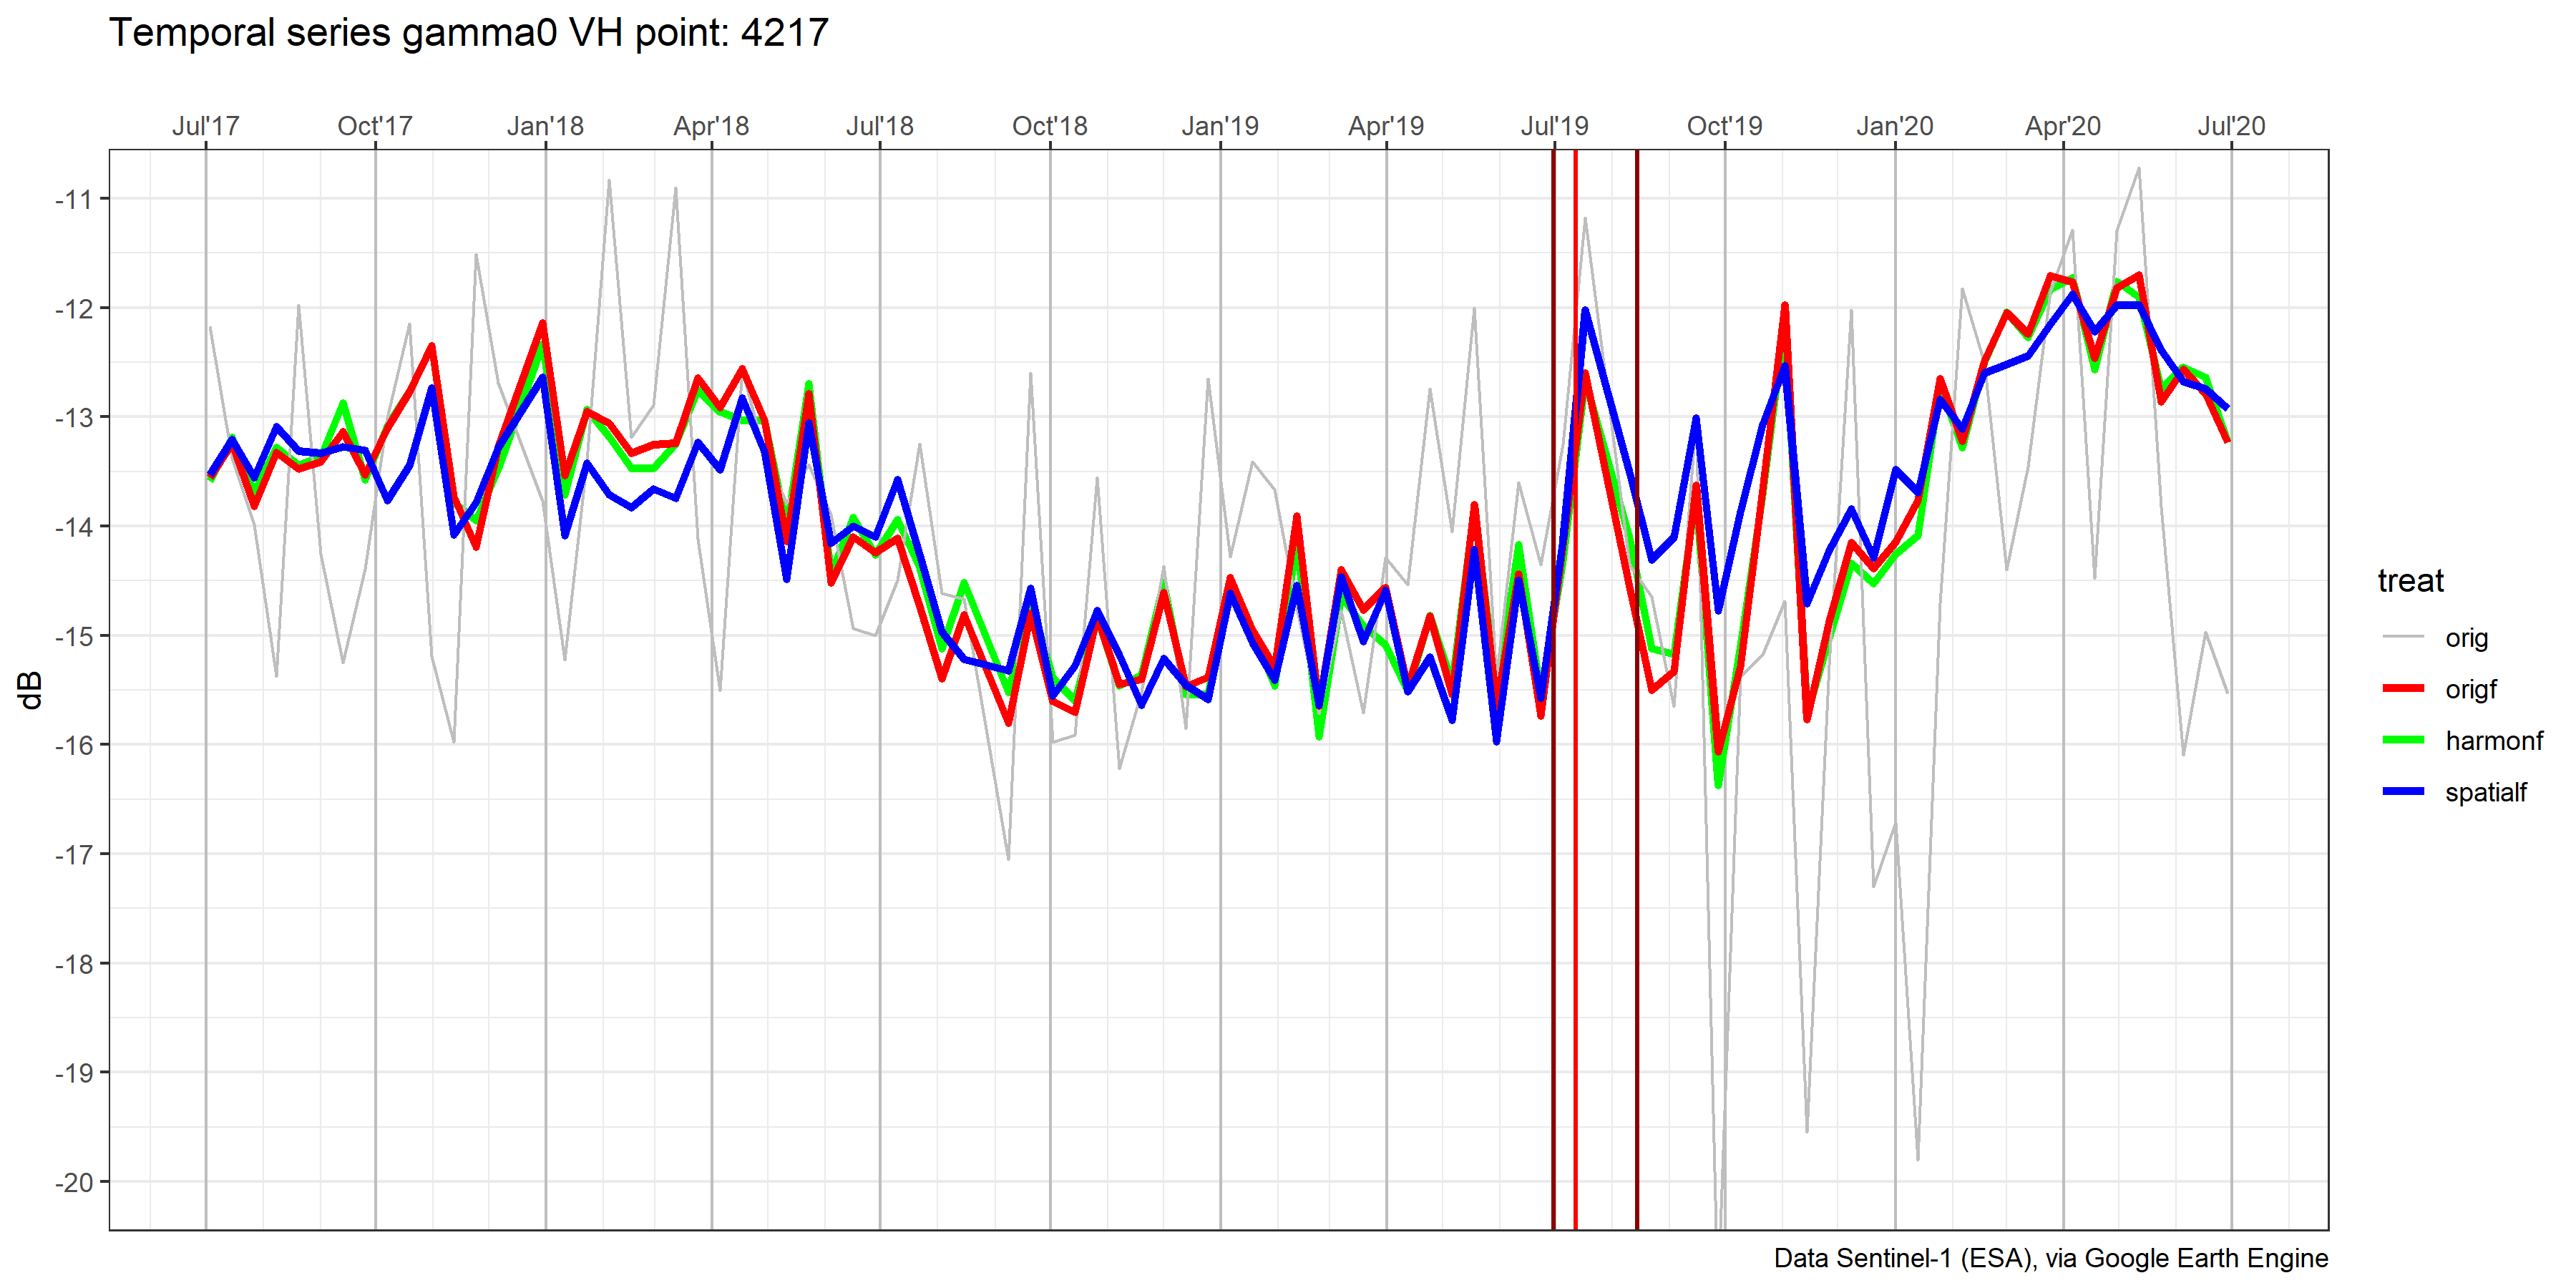 Temporal series gamma0 VH point: 4217
Jul'17 Oct'17 Jan'18 Apr'18 Jul'18 Oct'18 Jan'19 Apr'19 Jul'19 Oct'19 Jan'20 Apr'20 Jul'20
-11
-12
-13
-14
-15
-16
-17
-18
-19
-20
dB
treat
orig
origf
harmonf
spatialf
Data Sentinel-1 (ESA), via Google Earth Engine